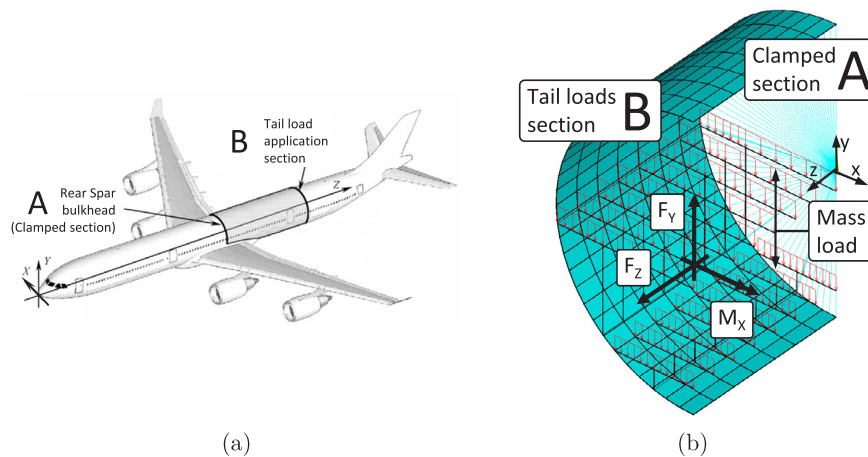 B
Tail load
application
section
A
Rear Spar
bulkhead
(Clamped section)
Z
X
Y
(a)
Clamped
section
A
Tail loads
section
B
y
z
x
Mass
load
F_Y
F_Z
M_X
(b)